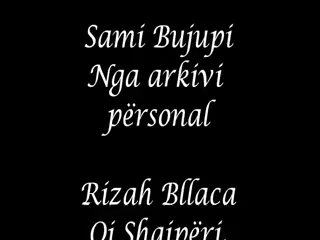 Sami Bujupi
Nga arkivi
përsonal
Rizah Bllaca
Oj Shqipëri.